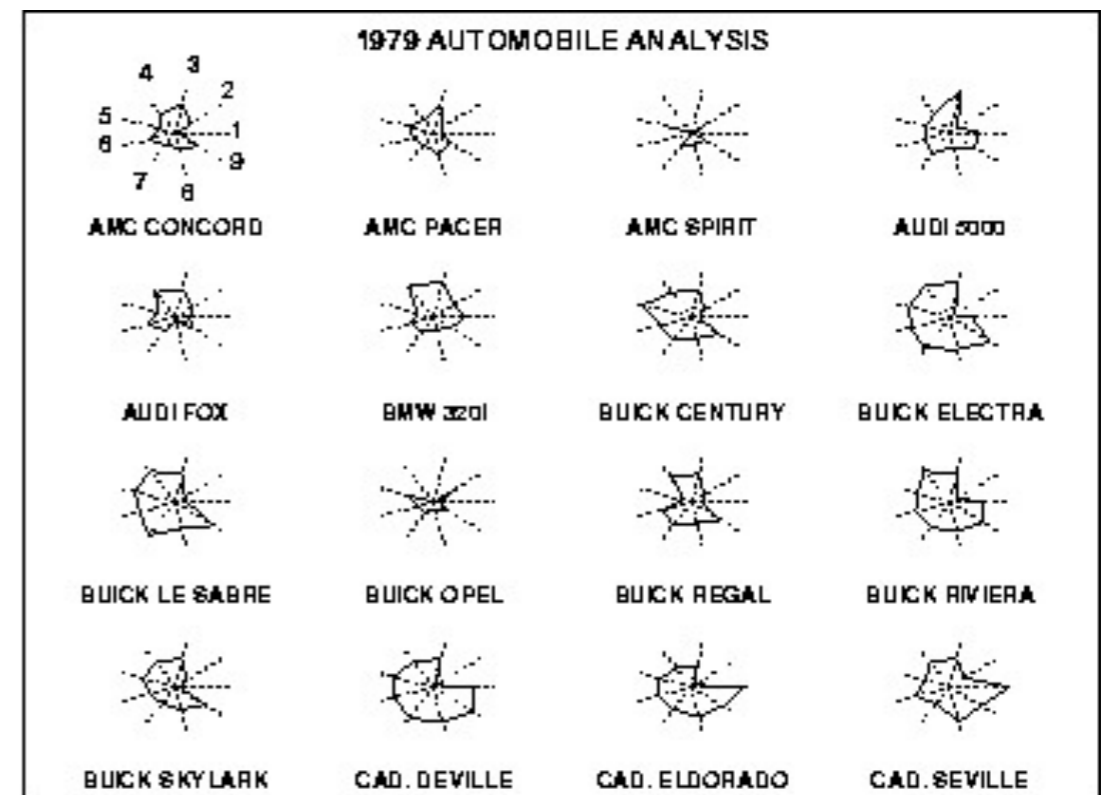 1979 AUTOMOBILE ANALYSIS
4 3
2
5 1
6 9
7 6
AMC CONCORD AMC PACER AMC SPIRIT AUDI 5000
AUDI FOX BMW 320I BUICK CENTURY BUICK ELECTRA
BUICK LE SABRE BUICK OPEL BUICK REGAL BUICK RIVIERA
BUICK SKYLARK CAD. DEVILLE CAD. ELDORADO CAD. SEVILLE